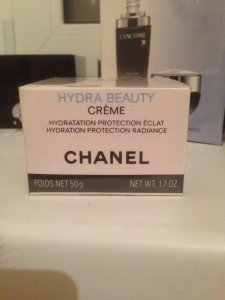 LANCÔME
HYDRA BEAUTY
CRÈME
HYDRATATION PROTECTION ÉCLAT
HYDRATION PROTECTION RADIANCE
CHANEL
POIDS NET 50 g NET WT. 1.7 OZ.